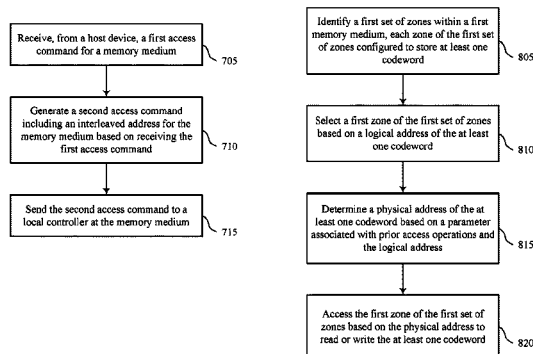 Receive, from a host device, a first access
command for a memory medium
705
Generate a second access command
including an interleaved address for the
memory medium based on receiving the
first access command
710
Send the second access command to a
local controller at the memory medium
715
Identify a first set of zones within a first
memory medium, each zone of the first set
of zones configured to store at least one
codeword
805
Select a first zone of the first set of zones
based on a logical address of the at least
one codeword
810
Determine a physical address of the at
least one codeword based on a parameter
associated with prior access operations and
the logical address
815
Access the first zone of the first set of
zones based on the physical address to
read or write the at least one codeword
820